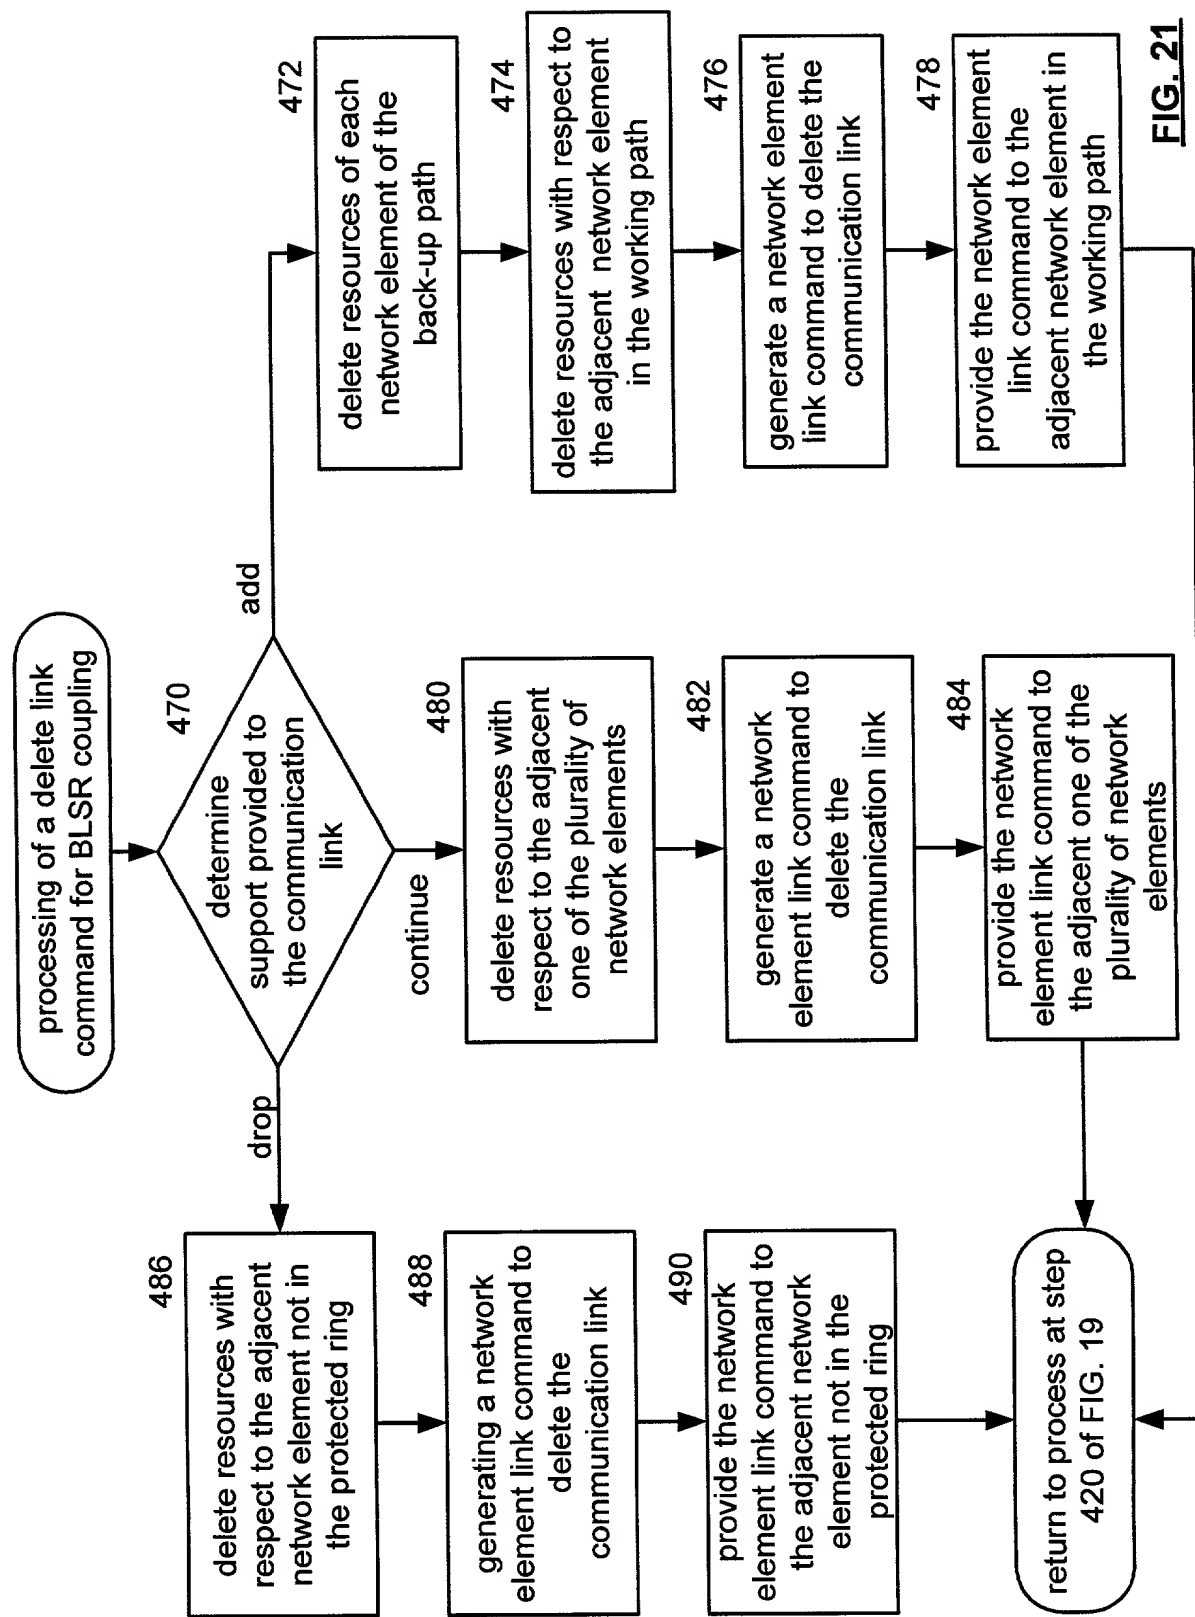 processing of a delete link
command for BLSR coupling
470
determine
support provided to
the communication
link
drop
continue
add
486
delete resources with
respect to the adjacent
network element not in
the protected ring
488
generating a network
element link command to
delete the
communication link
490
provide the network
element link command to
the adjacent network
element not in the
protected ring
480
delete resources with
respect to the adjacent
one of the plurality of
network elements
482
generate a network
element link command to
delete the
communication link
484
provide the network
element link command to
the adjacent one of the
plurality of network
elements
472
delete resources of each
network element of the
back-up path
474
delete resources with respect to
the adjacent network element
in the working path
476
generate a network element
link command to delete the
communication link
478
provide the network element
link command to the
adjacent network element in
the working path
return to process at step
420 of FIG. 19
FIG. 21